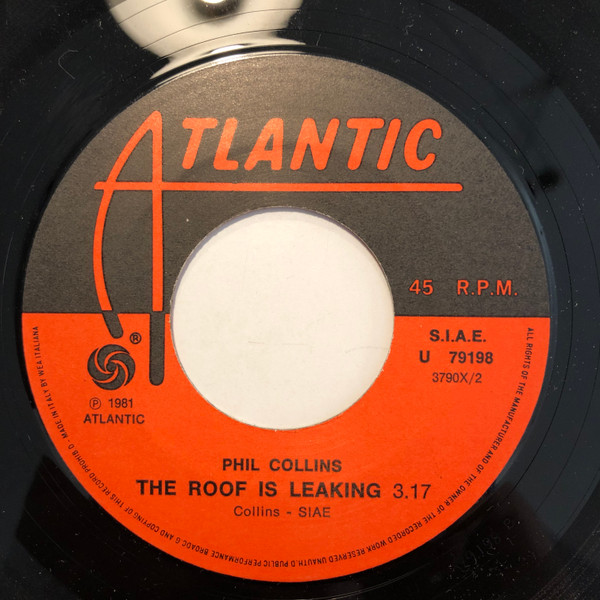 ATLANTIC
45 R.P.M.
®
S.I.A.E.
U 79198
3790X/2
Ⓟ 1981
ATLANTIC
PHIL COLLINS
THE ROOF IS LEAKING 3.17
Collins - SIAE
ALL RIGHTS OF THE MANUFACTURER AND OF THE OWNER OF THE RECORDED WORK RESERVED UNAUTH.D PUBLIC PERFORMANCE BROADC.G AND COPYING OF THIS RECORD PROHIB.D - MADE IN ITALY BY WEA ITALIANA